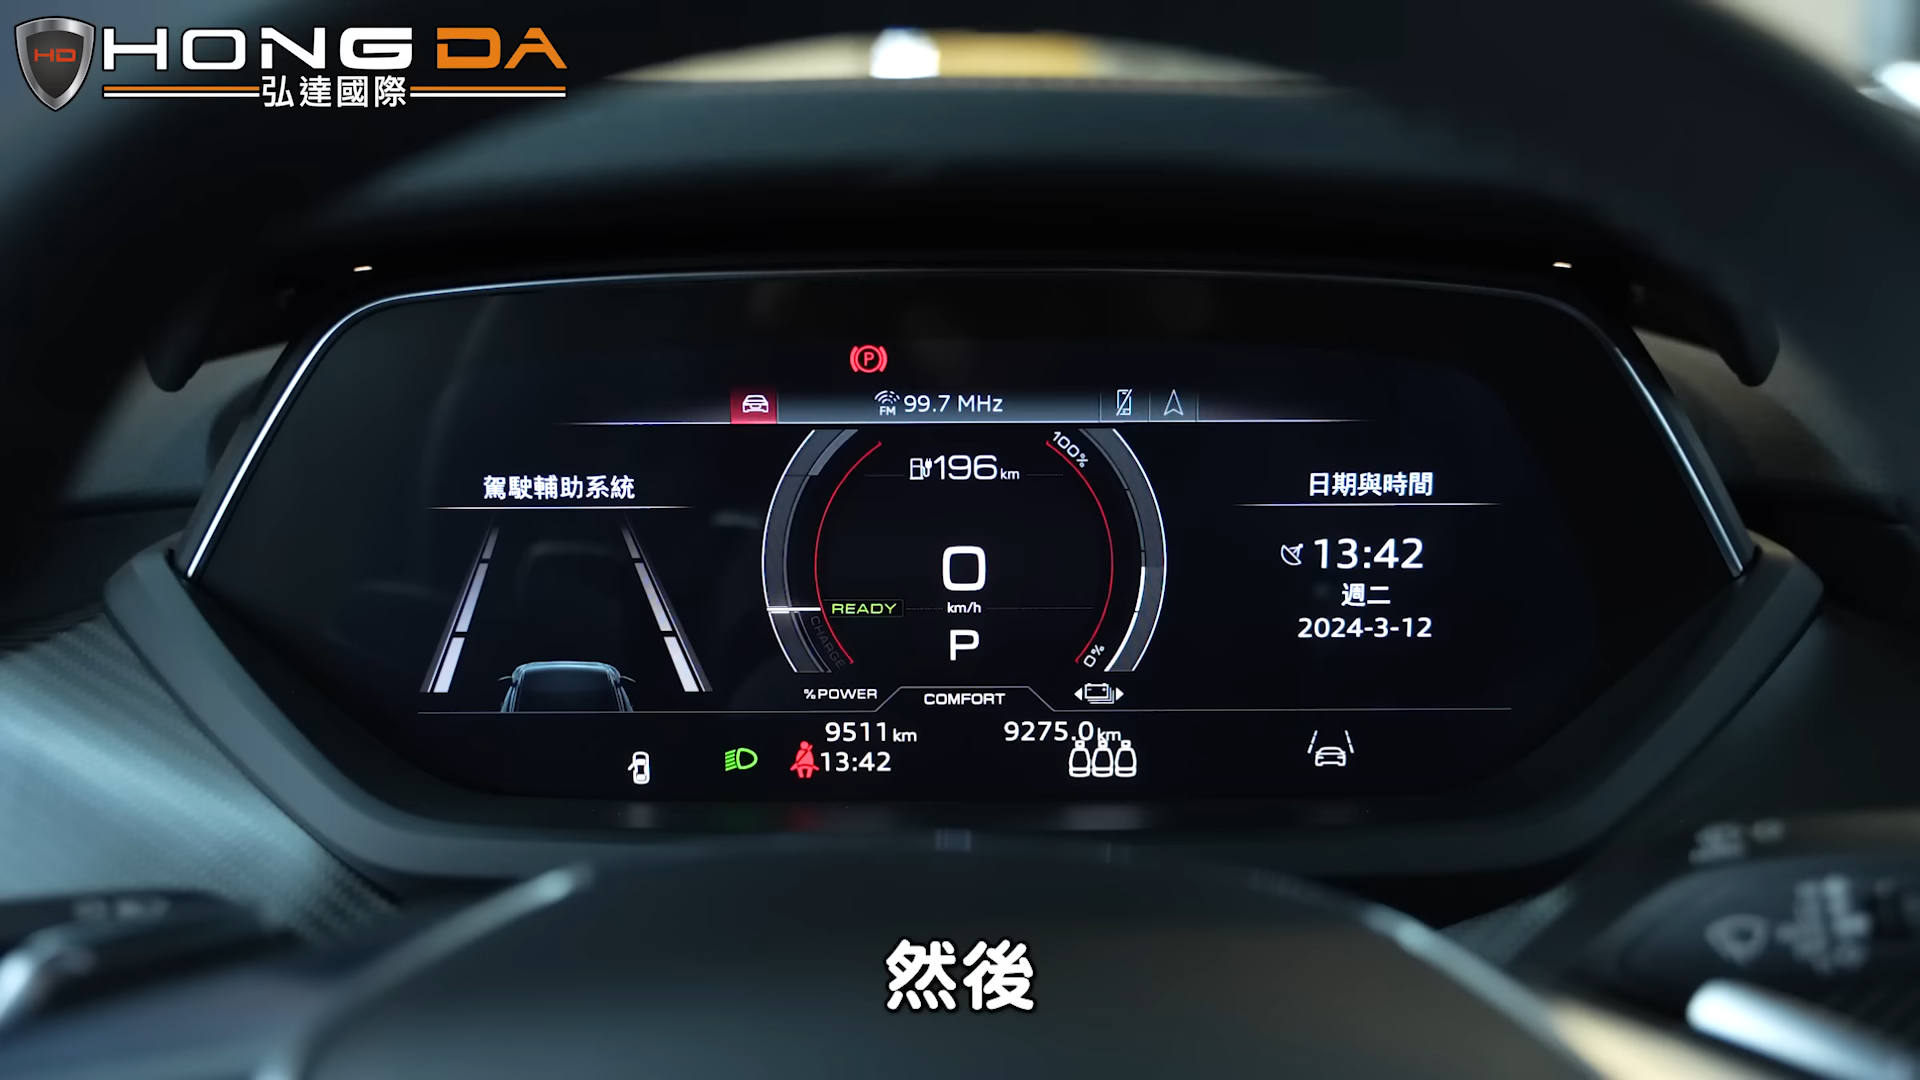 HD HONG DA
弘達國際
P
FM 99.7 MHz
100%
196 km
駕駛輔助系統
日期與時間
13:42
週二
2024-3-12
0
km/h
READY
CHARGE
P
0%
%POWER
COMFORT
9511 km
9275.0 km
13:42
然後